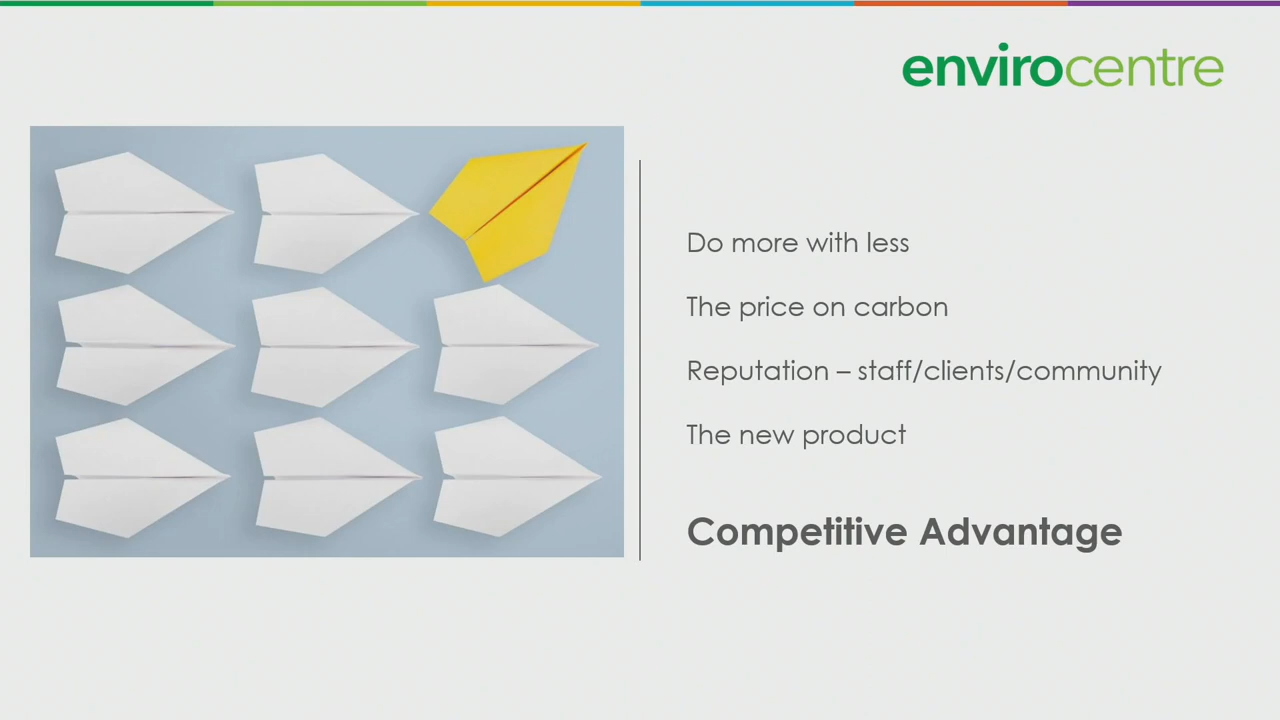 envirocentre
Do more with less
The price on carbon
Reputation – staff/clients/community
The new product
Competitive Advantage